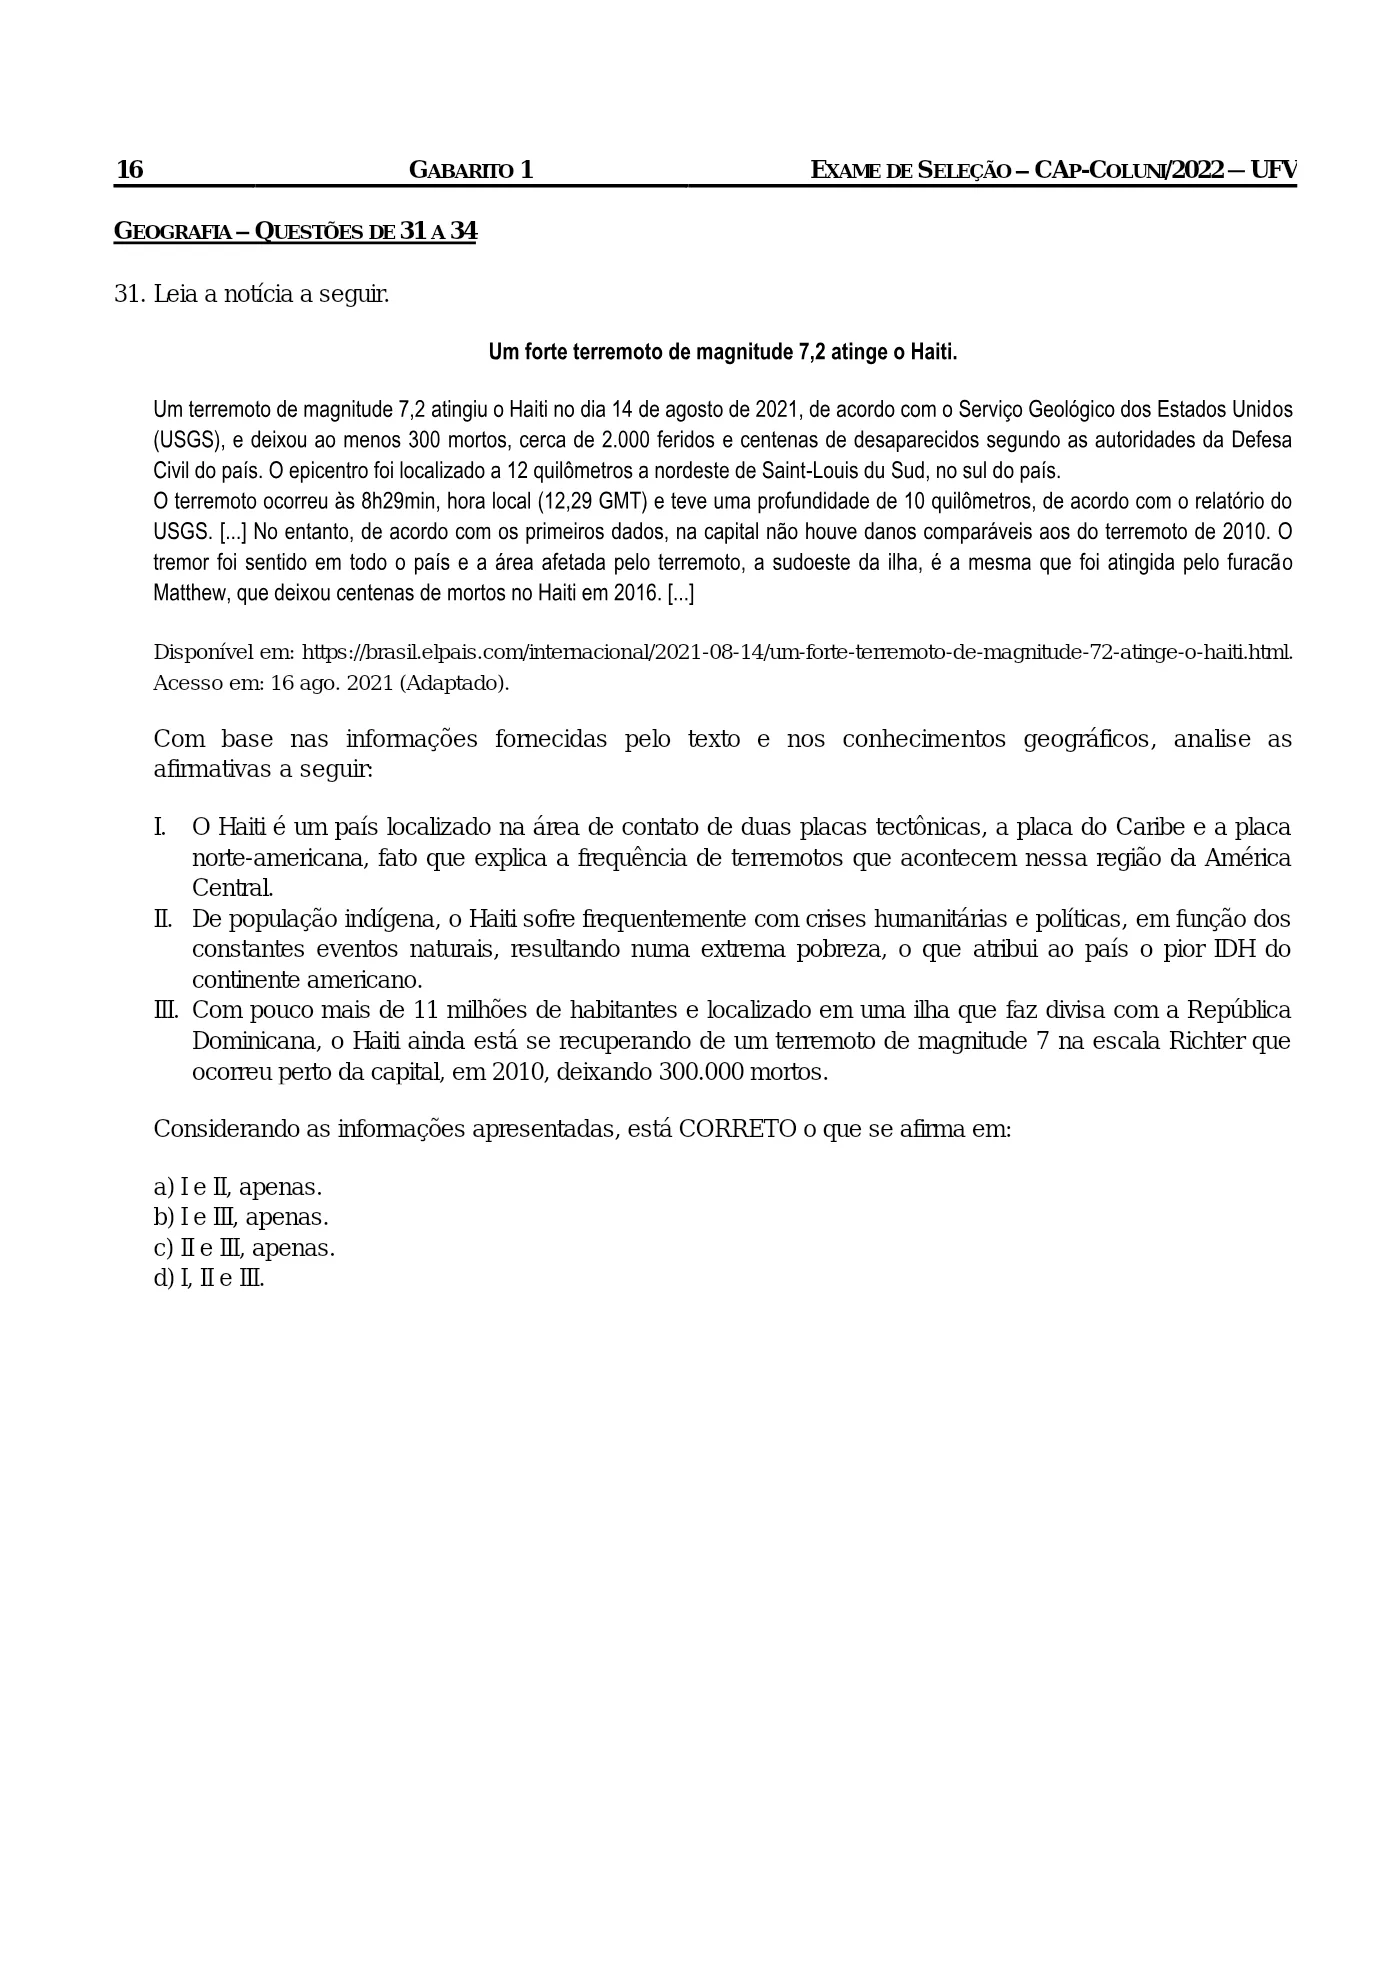 16 GABARITO 1 EXAME DE SELEÇÃO – CAP-COLUNI/2022 — UFV
GEOGRAFIA – QUESTÕES DE 31 A 34
31. Leia a notícia a seguir.
Um forte terremoto de magnitude 7,2 atinge o Haiti.
Um terremoto de magnitude 7,2 atingiu o Haiti no dia 14 de agosto de 2021, de acordo com o Serviço Geológico dos Estados Unidos
(USGS), e deixou ao menos 300 mortos, cerca de 2.000 feridos e centenas de desaparecidos segundo as autoridades da Defesa
Civil do país. O epicentro foi localizado a 12 quilômetros a nordeste de Saint-Louis du Sud, no sul do país.
O terremoto ocorreu às 8h29min, hora local (12,29 GMT) e teve uma profundidade de 10 quilômetros, de acordo com o relatório do
USGS. [...] No entanto, de acordo com os primeiros dados, na capital não houve danos comparáveis aos do terremoto de 2010. O
tremor foi sentido em todo o país e a área afetada pelo terremoto, a sudoeste da ilha, é a mesma que foi atingida pelo furacão
Matthew, que deixou centenas de mortos no Haiti em 2016. [...]
Disponível em: https://brasil.elpais.com/internacional/2021-08-14/um-forte-terremoto-de-magnitude-72-atinge-o-haiti.html.
Acesso em: 16 ago. 2021 (Adaptado).
Com base nas informações fornecidas pelo texto e nos conhecimentos geográficos, analise as
afirmativas a seguir:
I. O Haiti é um país localizado na área de contato de duas placas tectônicas, a placa do Caribe e a placa
norte-americana, fato que explica a frequência de terremotos que acontecem nessa região da América
Central.
II. De população indígena, o Haiti sofre frequentemente com crises humanitárias e políticas, em função dos
constantes eventos naturais, resultando numa extrema pobreza, o que atribui ao país o pior IDH do
continente americano.
III. Com pouco mais de 11 milhões de habitantes e localizado em uma ilha que faz divisa com a República
Dominicana, o Haiti ainda está se recuperando de um terremoto de magnitude 7 na escala Richter que
ocorreu perto da capital, em 2010, deixando 300.000 mortos.
Considerando as informações apresentadas, está CORRETO o que se afirma em:
a) I e II, apenas.
b) I e III, apenas.
c) II e III, apenas.
d) I, II e III.